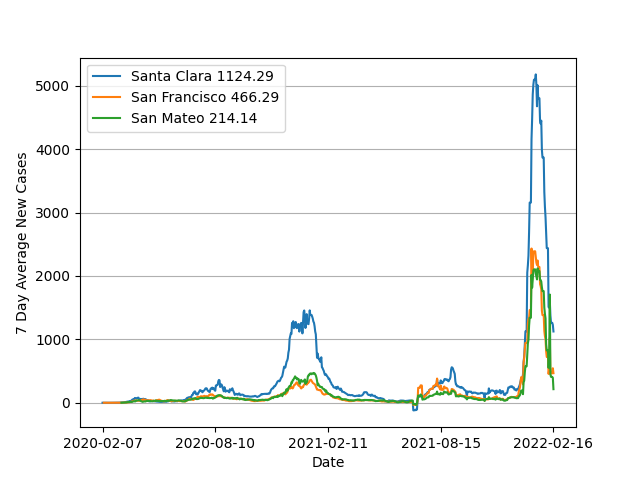 Santa Clara 1124.29
San Francisco 466.29
San Mateo 214.14
7 Day Average New Cases
5000
4000
3000
2000
1000
0
2020-02-07
2020-08-10
2021-02-11
2021-08-15
2022-02-16
Date